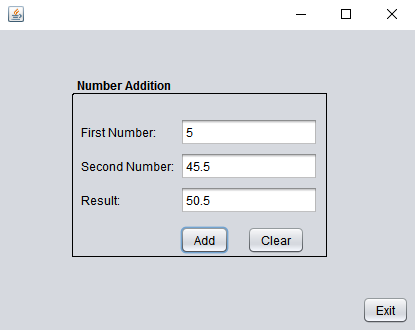 Number Addition
First Number: 5
Second Number: 45.5
Result: 50.5
Add Clear
Exit